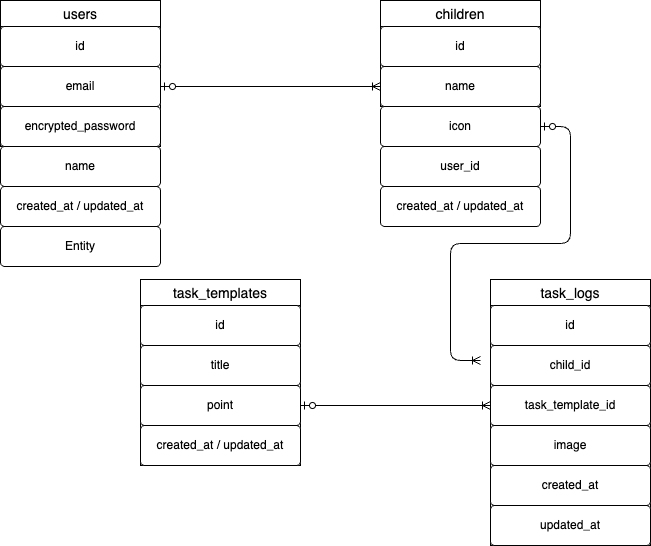 users
id
email
encrypted_password
name
created_at / updated_at
Entity
children
id
name
icon
user_id
created_at / updated_at
task_templates
id
title
point
created_at / updated_at
task_logs
id
child_id
task_template_id
image
created_at
updated_at